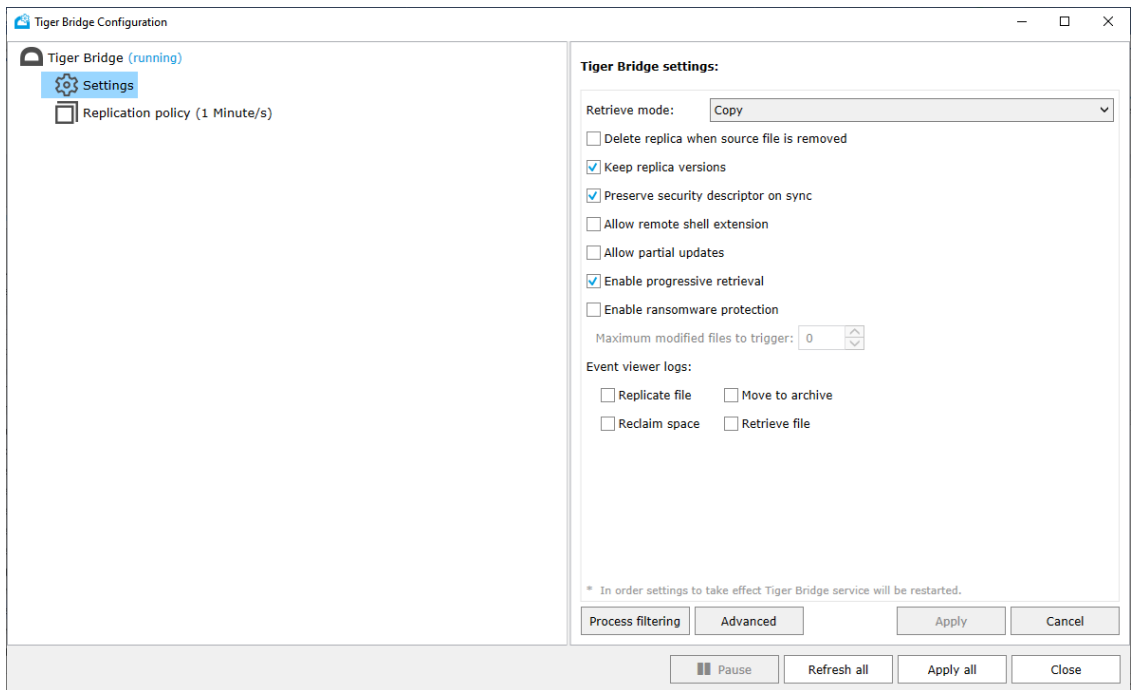 Tiger Bridge Configuration
Tiger Bridge (running)
Settings
Replication policy (1 Minute/s)
Tiger Bridge settings:
Retrieve mode: Copy
Delete replica when source file is removed
Keep replica versions
Preserve security descriptor on sync
Allow remote shell extension
Allow partial updates
Enable progressive retrieval
Enable ransomware protection
Maximum modified files to trigger: 0
Event viewer logs:
Replicate file Move to archive
Reclaim space Retrieve file
* In order settings to take effect Tiger Bridge service will be restarted.
Process filtering Advanced Apply Cancel
Pause Refresh all Apply all Close